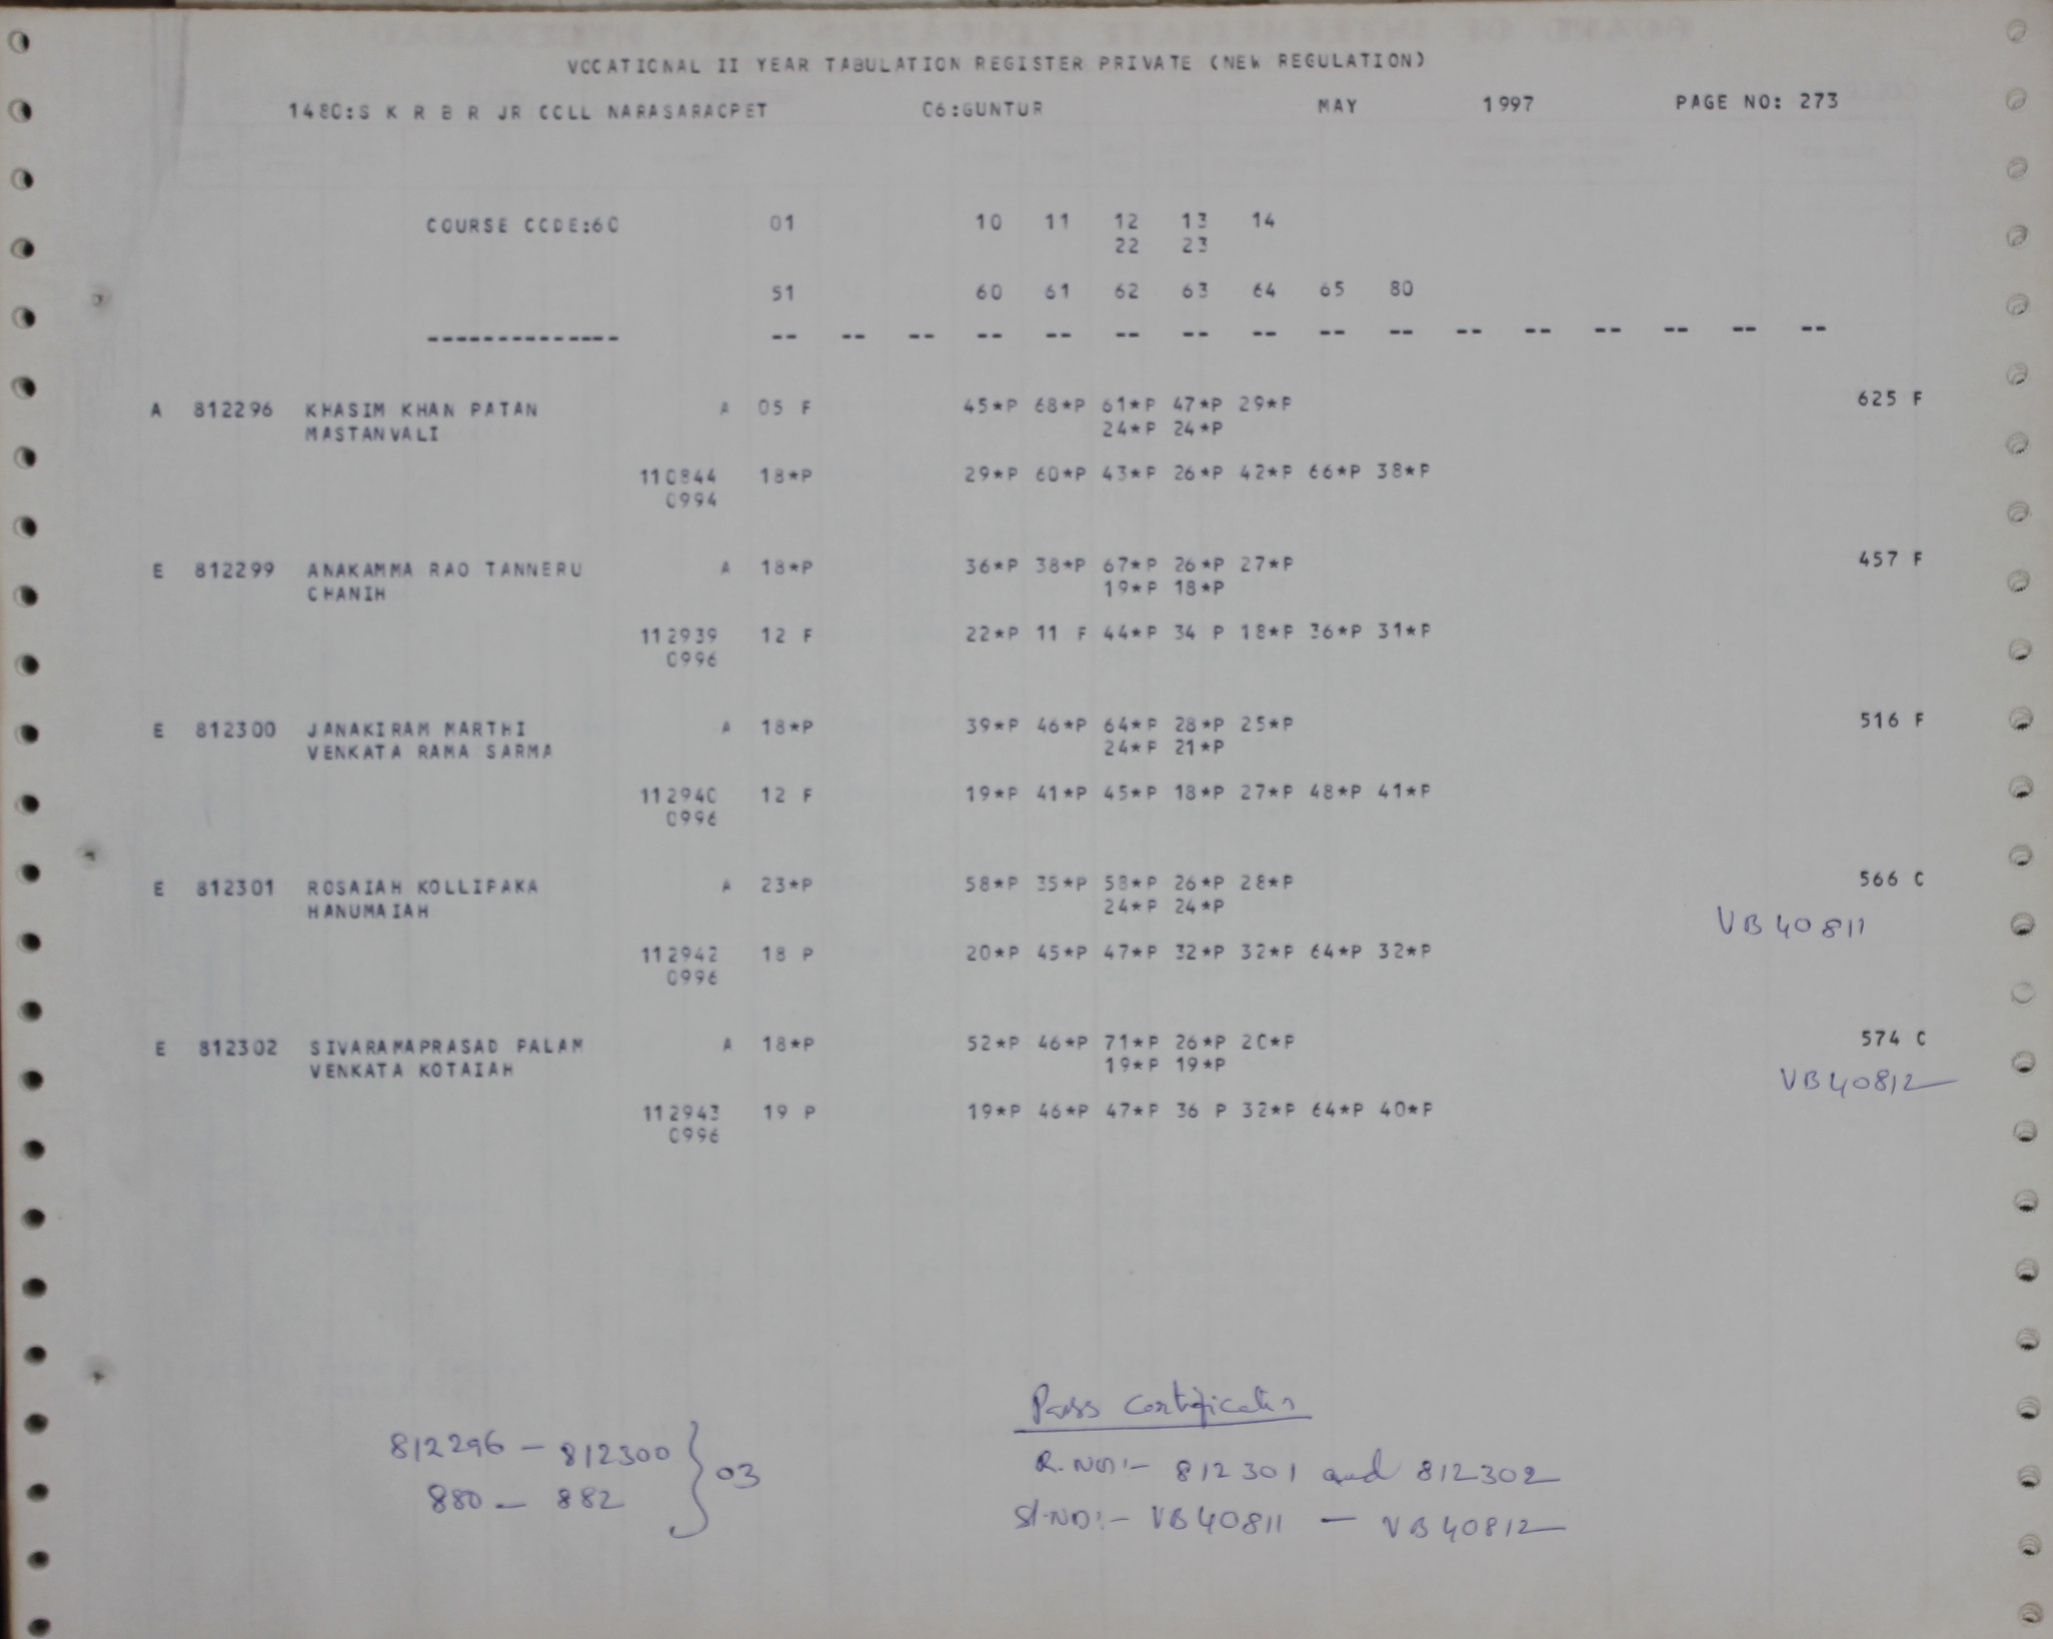 VOCATIONAL II YEAR TABULATION REGISTER PRIVATE (NEW REGULATION)
1480:S K R B R JR COLL NARASARAOPET 06:GUNTUR MAY 1997 PAGE NO: 273
COURSE CODE:60 01 10 11 12 13 14
22 23
51 60 61 62 63 64 65 80
-------------- -- -- -- -- -- -- -- -- -- -- -- -- -- -- -- --
A 812296 KHASIM KHAN PATAN A 05 F 45*P 68*P 61*P 47*P 29*P 625 F
MASTANVALI 24*P 24*P
110844 18*P 29*P 60*P 43*P 26*P 42*P 66*P 38*P
0994
E 812299 ANAKAMMA RAO TANNERU A 18*P 36*P 38*P 67*P 26*P 27*P 457 F
CHANIH 19*P 18*P
112939 12 F 22*P 11 F 44*P 34 P 18*P 36*P 31*P
0996
E 812300 JANAKIRAM MARTHI A 18*P 39*P 46*P 64*P 28*P 25*P 516 F
VENKATA RAMA SARMA 24*P 21*P
112940 12 F 19*P 41*P 45*P 18*P 27*P 48*P 41*P
0996
E 812301 ROSAIAH KOLLIPAKA A 23*P 58*P 35*P 58*P 26*P 28*P 566 C
HANUMAIAH 24*P 24*P VB40811
112942 18 P 20*P 45*P 47*P 32*P 32*P 64*P 32*P
0996
E 812302 SIVARAMAPRASAD PALAM A 18*P 52*P 46*P 71*P 26*P 20*P 574 C
VENKATA KOTAIAH 19*P 19*P VB40812
112943 19 P 19*P 46*P 47*P 36 P 32*P 64*P 40*P
0996
Pass Certificates
812296 – 812300 } 03
880 – 882
R.No:– 812301 and 812302
Sl.No:– VB40811 – VB40812